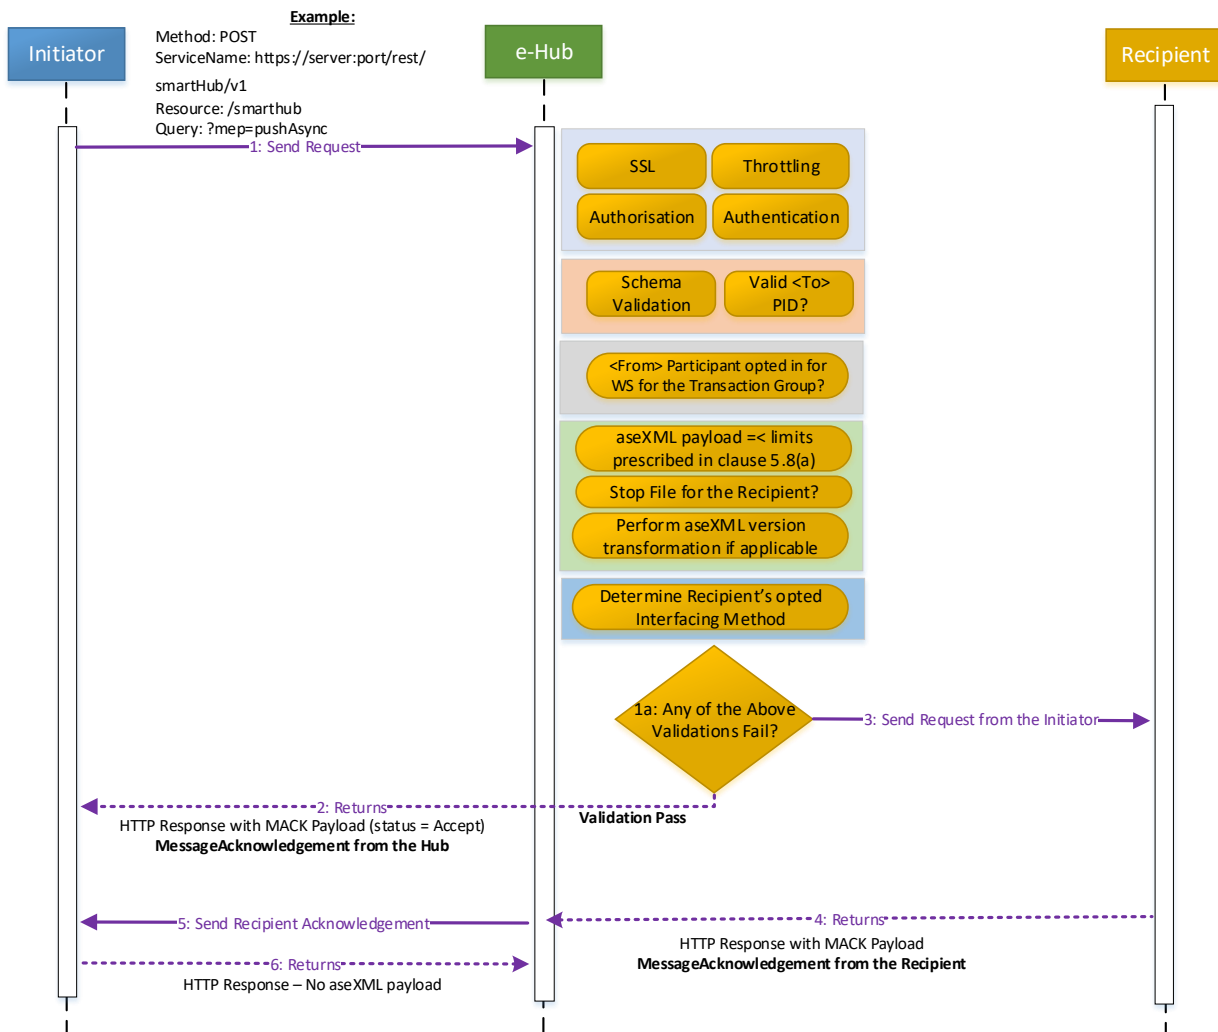 Example:
Method: POST
ServiceName: https://server:port/rest/
smartHub/v1
Resource: /smarthub
Query: ?mep=pushAsync
Initiator
e-Hub
Recipient
1: Send Request
SSL
Throttling
Authorisation
Authentication
Schema
Validation
Valid <To>
PID?
<From> Participant opted in for
WS for the Transaction Group?
aseXML payload =< limits
prescribed in clause 5.8(a)
Stop File for the Recipient?
Perform aseXML version
transformation if applicable
Determine Recipient’s opted
Interfacing Method
1a: Any of the Above
Validations Fail?
3: Send Request from the Initiator
2: Returns
HTTP Response with MACK Payload (status = Accept)
MessageAcknowledgement from the Hub
Validation Pass
5: Send Recipient Acknowledgement
4: Returns
HTTP Response with MACK Payload
MessageAcknowledgement from the Recipient
6: Returns
HTTP Response – No aseXML payload